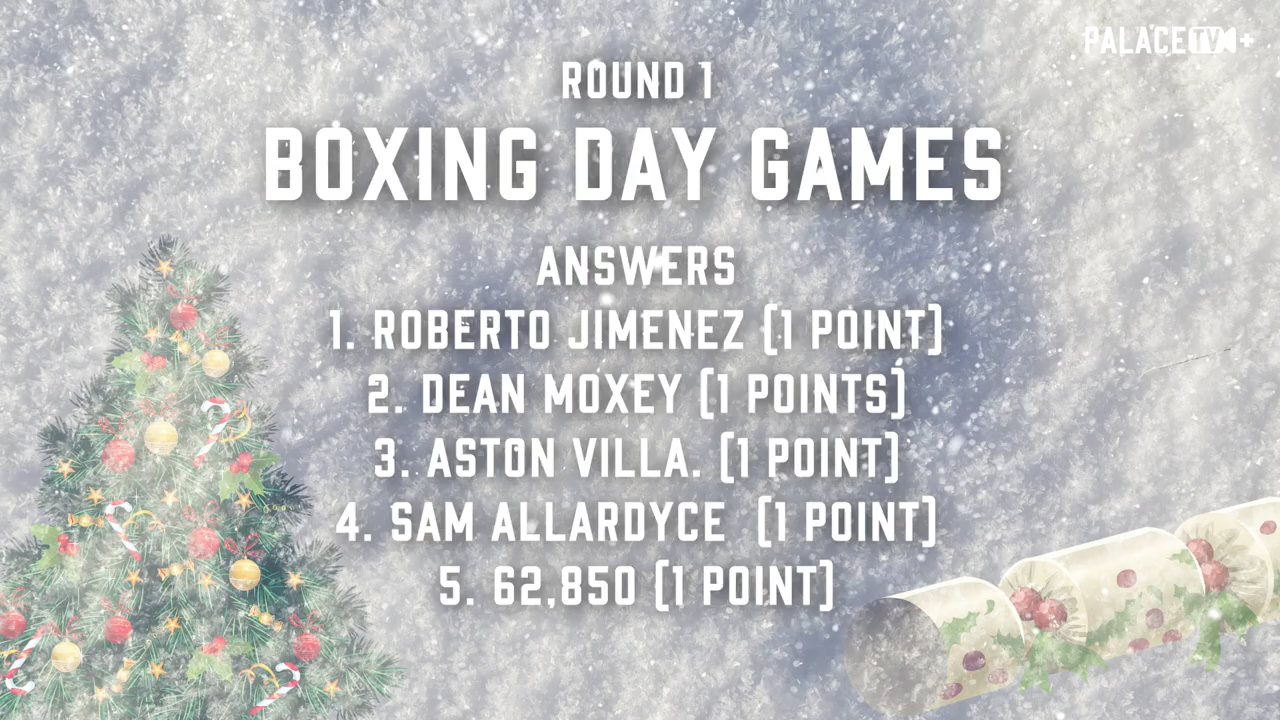 PALACE TV+
ROUND 1
BOXING DAY GAMES
ANSWERS
1. ROBERTO JIMENEZ (1 POINT)
2. DEAN MOXEY (1 POINTS)
3. ASTON VILLA. (1 POINT)
4. SAM ALLARDYCE (1 POINT)
5. 62,850 (1 POINT)